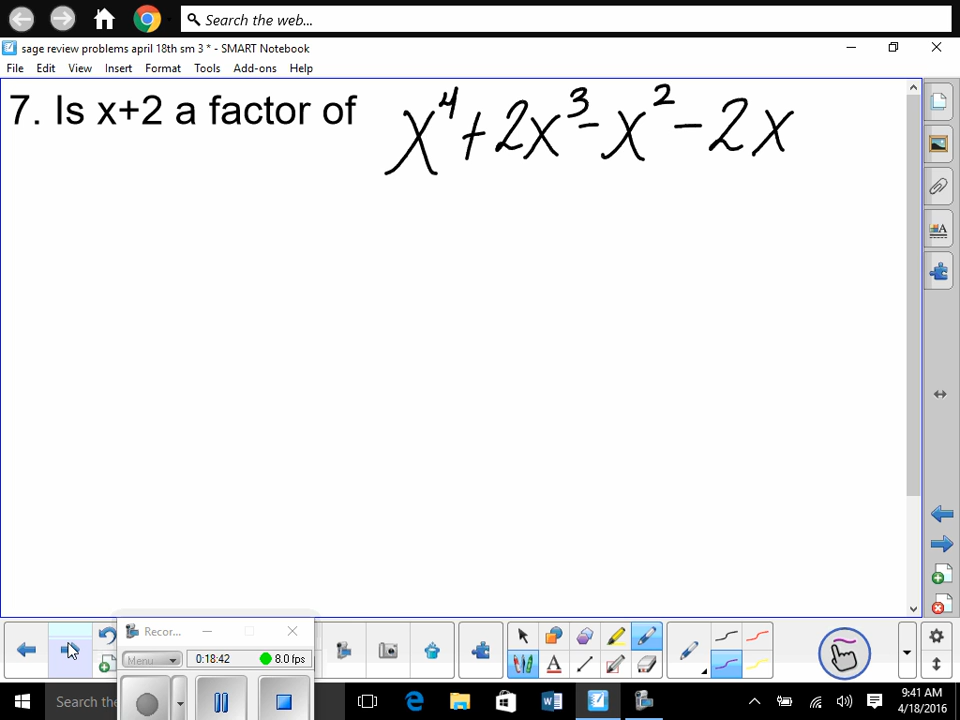 Search the web...
sage review problems april 18th sm 3 * - SMART Notebook
File Edit View Insert Format Tools Add-ons Help
7. Is x+2 a factor of x⁴+2x³-x²-2x
Recor...
Menu 0:18:42 8.0 fps
Search the
9:41 AM
4/18/2016